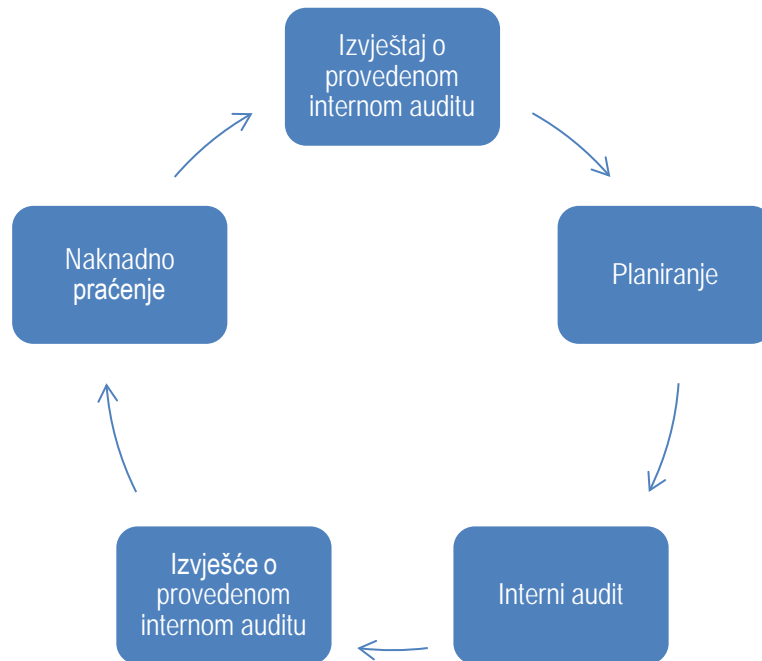 Izvještaj o
provedenom
internom auditu
Planiranje
Interni audit
Izvješće o
provedenom
internom auditu
Naknadno
praćenje